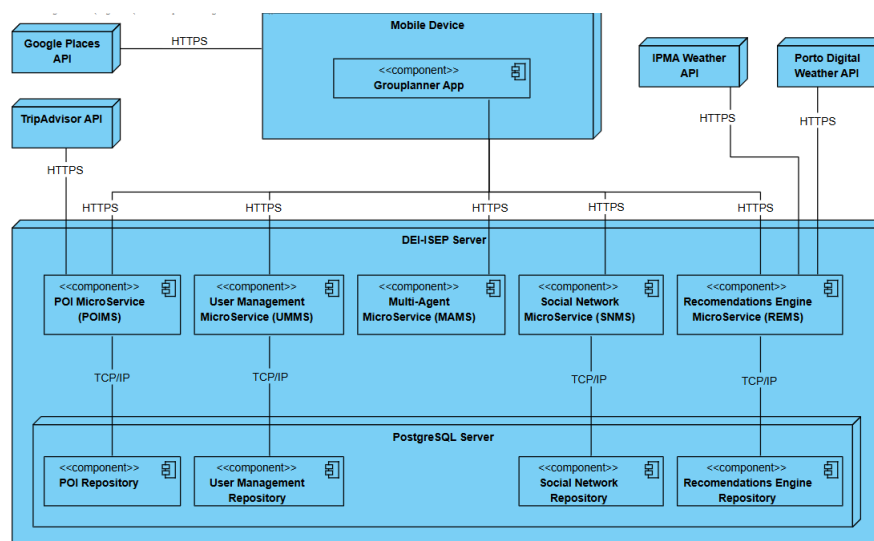 Mobile Device
Google Places
API
HTTPS
<<component>>
Grouplanner App
IPMA Weather
API
Porto Digital
Weather API
TripAdvisor API
HTTPS
HTTPS
HTTPS
HTTPS
HTTPS
HTTPS
HTTPS
HTTPS
DEI-ISEP Server
<<component>>
POI MicroService
(POIMS)
<<component>>
User Management
MicroService (UMMS)
<<component>>
Multi-Agent
MicroService (MAMS)
<<component>>
Social Network
MicroService (SNMS)
<<component>>
Recomendations Engine
MicroService (REMS)
TCP/IP
TCP/IP
TCP/IP
TCP/IP
PostgreSQL Server
<<component>>
POI Repository
<<component>>
User Management
Repository
<<component>>
Social Network
Repository
<<component>>
Recomendations Engine
Repository